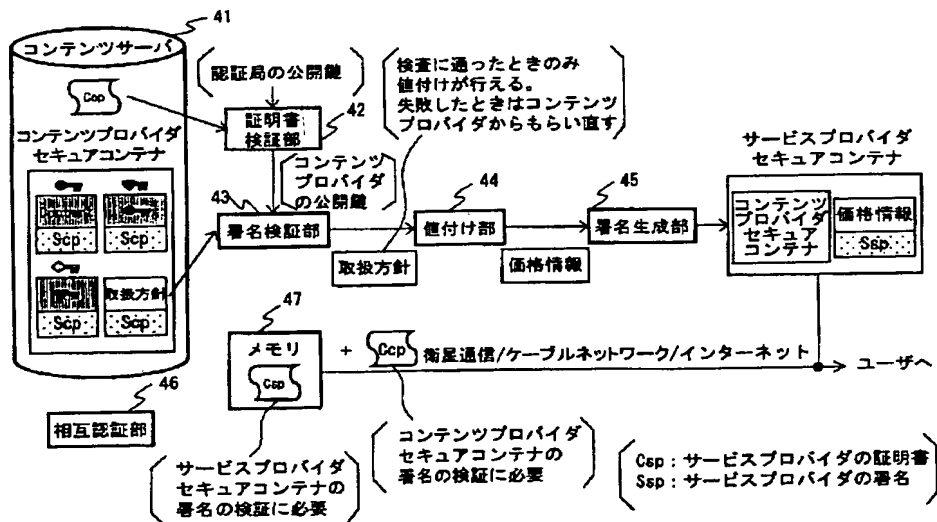 41
コンテンツサーバ
Ccp
コンテンツプロバイダ
セキュアコンテナ
Scp
Scp
Scp
取扱方針
Scp
認証局の公開鍵
証明書
検証部
42
コンテンツ
プロバイダ
の公開鍵
43
署名検証部
検査に通ったときのみ
値付けが行える。
失敗したときはコンテンツ
プロバイダからもらい直す
取扱方針
44
値付け部
価格情報
45
署名生成部
サービスプロバイダ
セキュアコンテナ
コンテンツ
プロバイダ
セキュア
コンテナ
価格情報
Ssp
47
メモリ
Csp
+
Ccp
衛星通信/ケーブルネットワーク/インターネット
ユーザへ
46
相互認証部
サービスプロバイダ
セキュアコンテナの
署名の検証に必要
コンテンツプロバイダ
セキュアコンテナの
署名の検証に必要
Csp:サービスプロバイダの証明書
Ssp:サービスプロバイダの署名